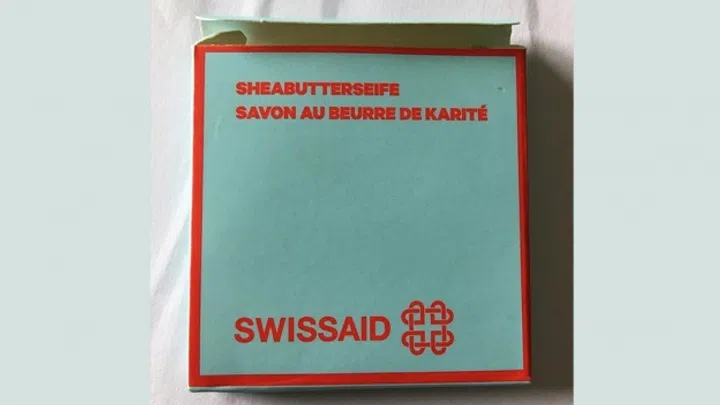 SHEABUTTERSEIFE
SAVON AU BEURRE DE KARITÉ
SWISSAID